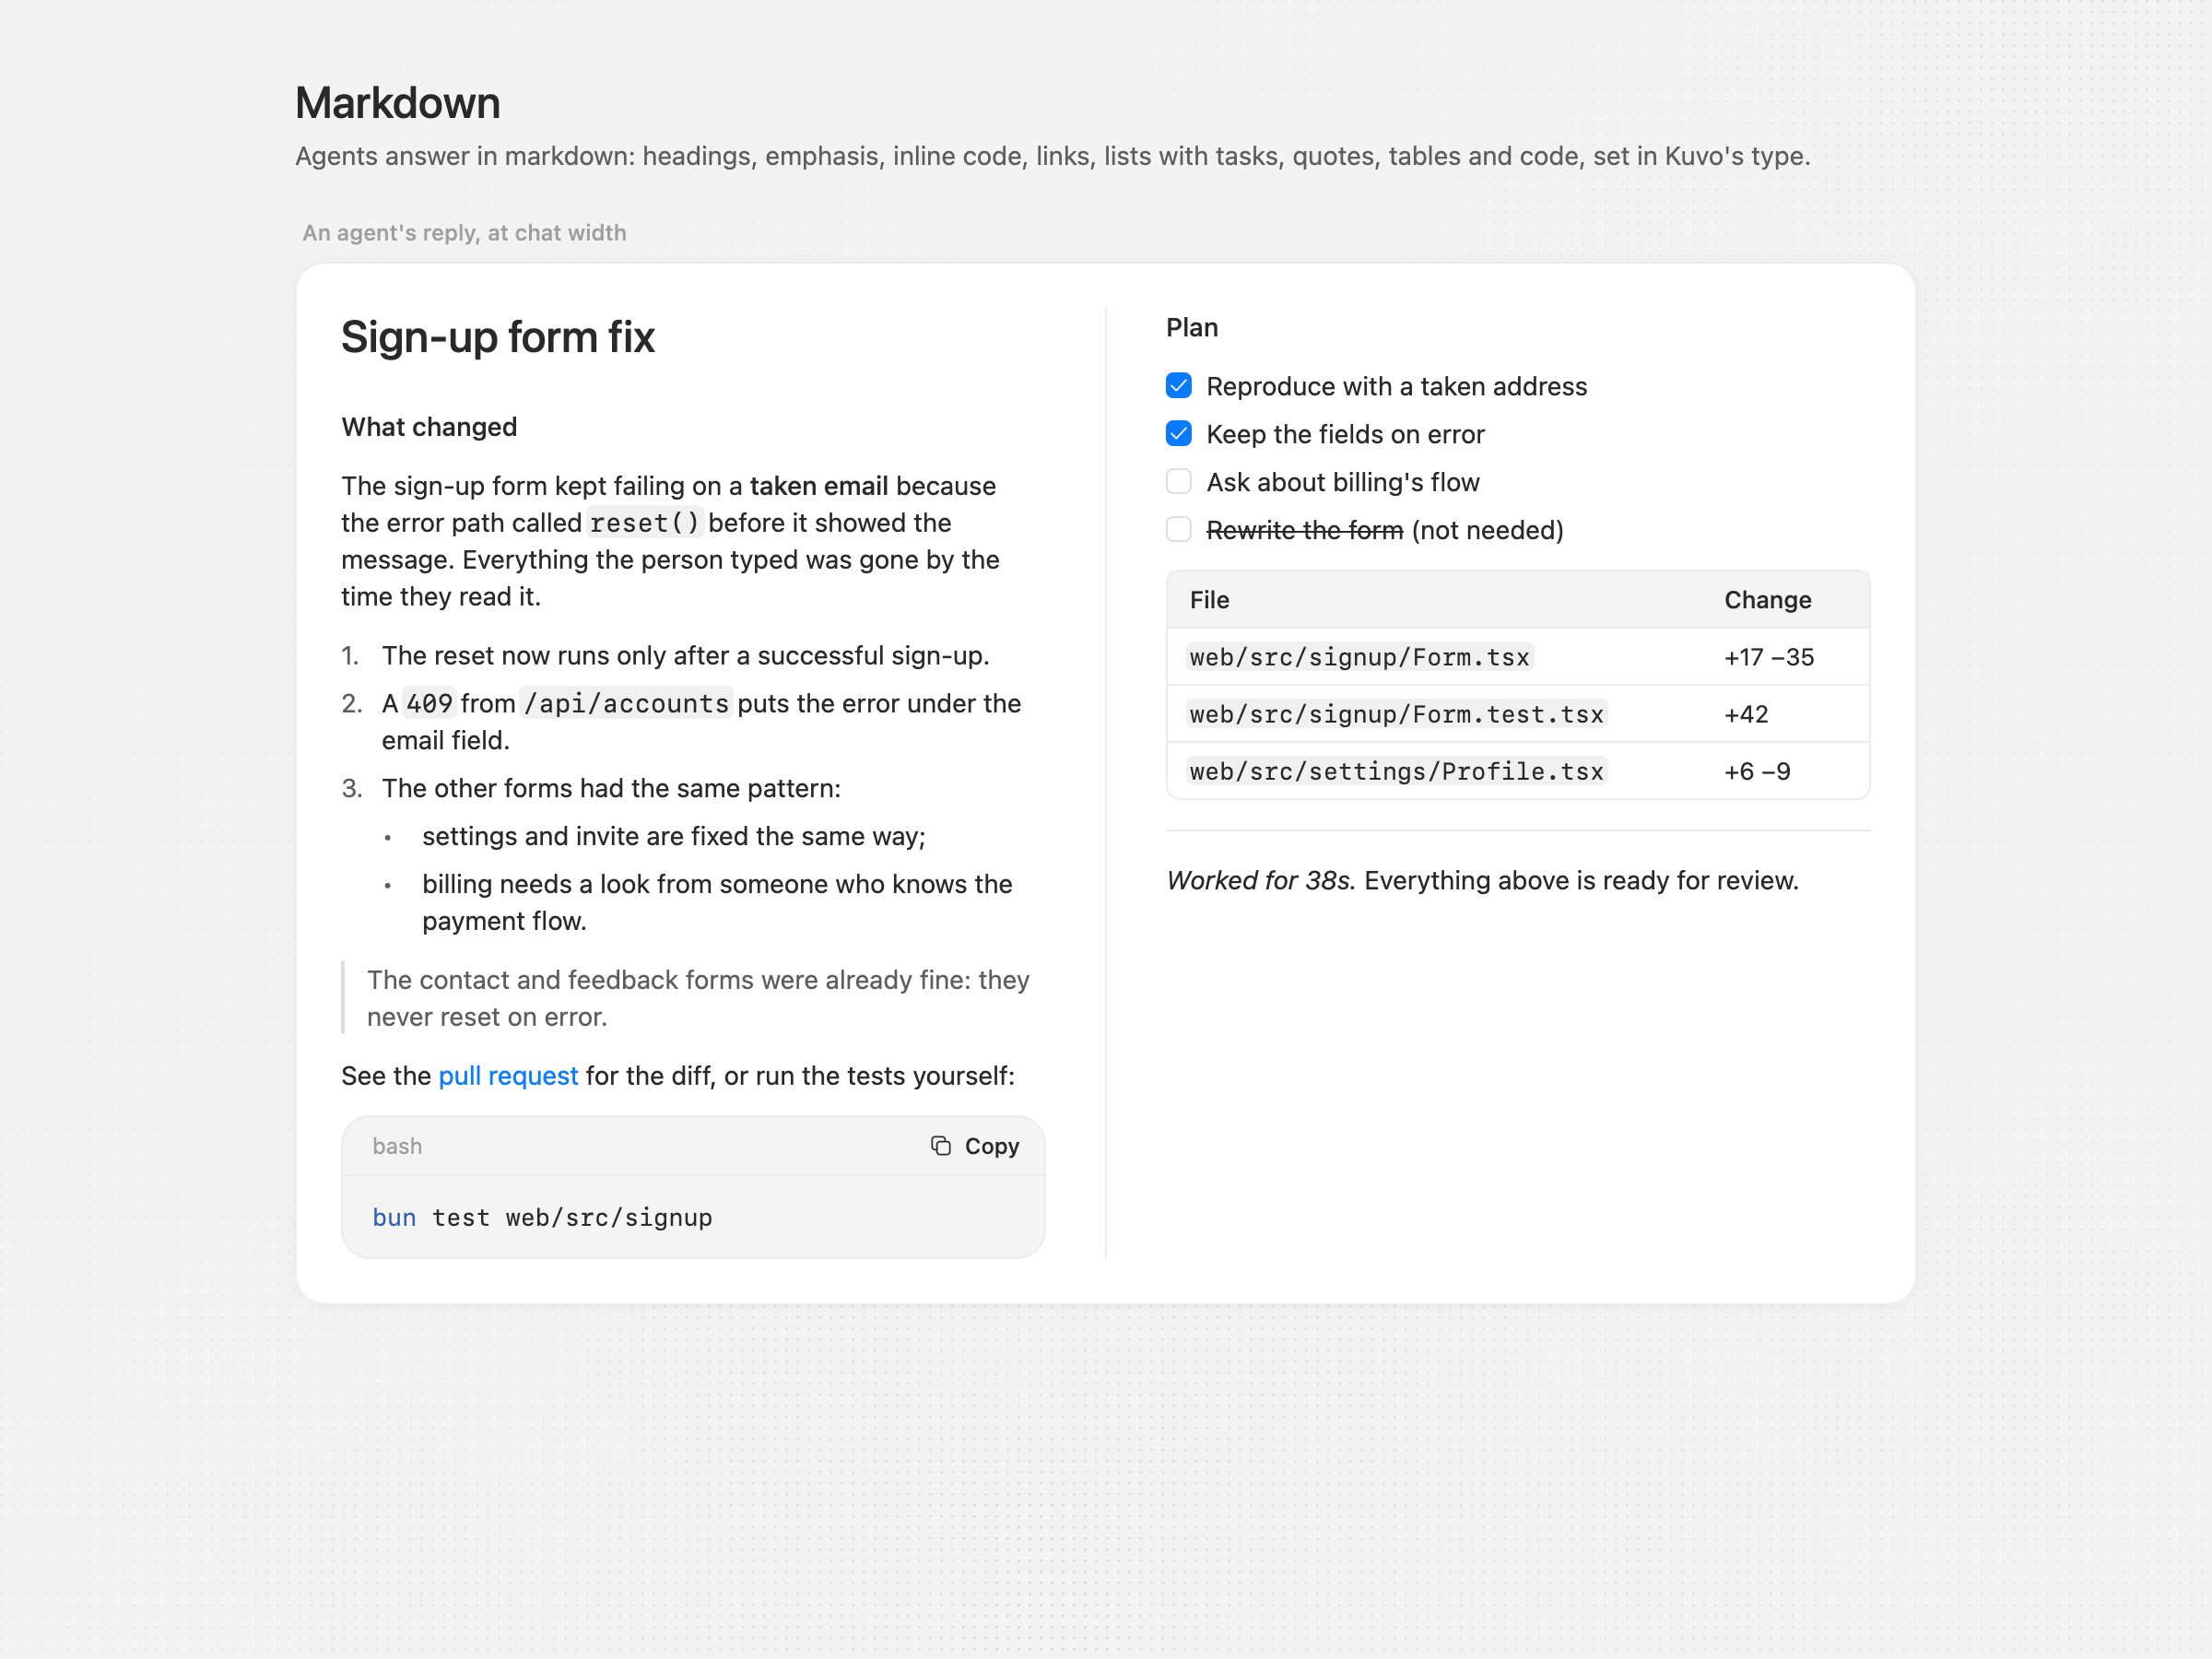 Markdown
Agents answer in markdown: headings, emphasis, inline code, links, lists with tasks, quotes, tables and code, set in Kuvo's type.
An agent's reply, at chat width
Sign-up form fix
What changed
The sign-up form kept failing on a taken email because
the error path called reset() before it showed the
message. Everything the person typed was gone by the
time they read it.
1. The reset now runs only after a successful sign-up.
2. A 409 from /api/accounts puts the error under the
email field.
3. The other forms had the same pattern:
• settings and invite are fixed the same way;
• billing needs a look from someone who knows the
payment flow.
The contact and feedback forms were already fine: they
never reset on error.
See the pull request for the diff, or run the tests yourself:
bash Copy
bun test web/src/signup
Plan
Reproduce with a taken address
Keep the fields on error
Ask about billing's flow
Rewrite the form (not needed)
File Change
web/src/signup/Form.tsx +17 −35
web/src/signup/Form.test.tsx +42
web/src/settings/Profile.tsx +6 −9
Worked for 38s. Everything above is ready for review.